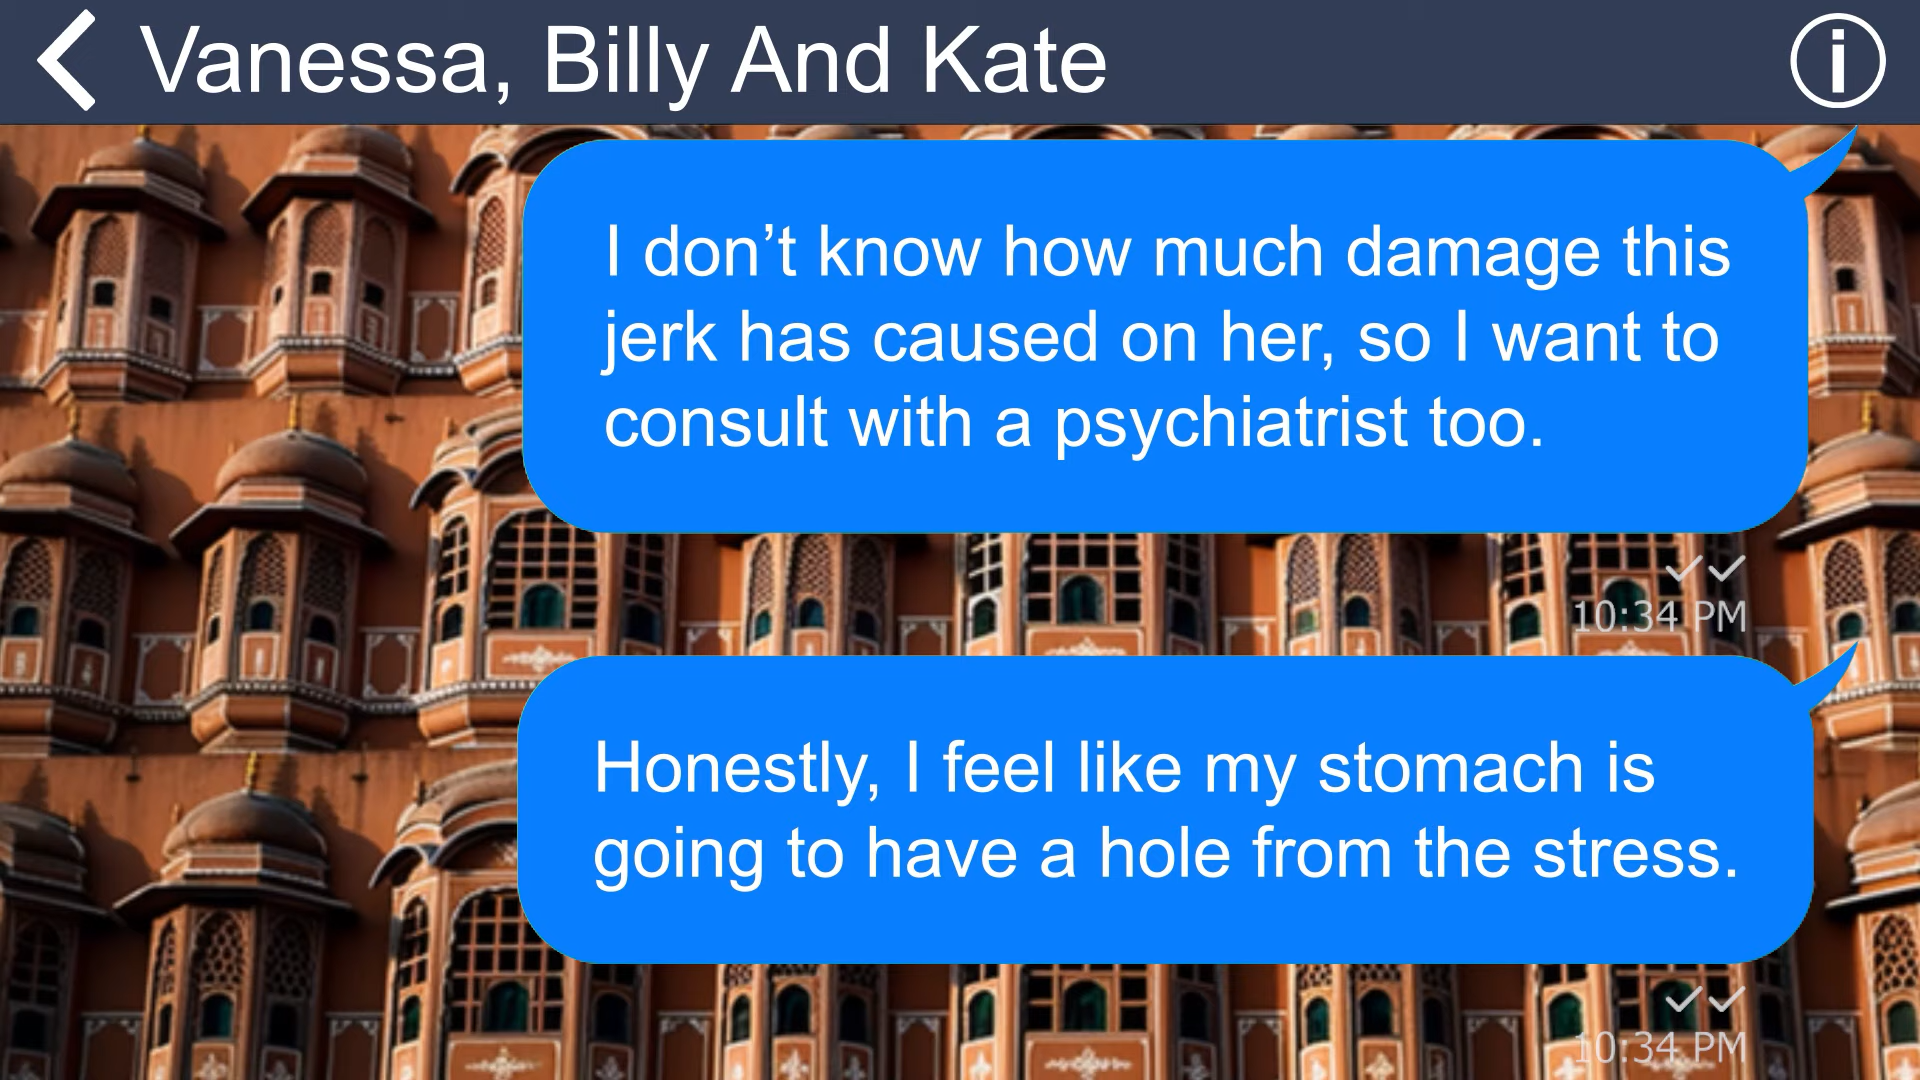 Vanessa, Billy And Kate
I don’t know how much damage this
jerk has caused on her, so I want to
consult with a psychiatrist too.
10:34 PM
Honestly, I feel like my stomach is
going to have a hole from the stress.
10:34 PM